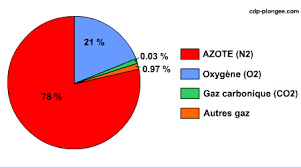 cdp-plongee.com
21 %
0.03 %
0.97 %
78 %
AZOTE (N2)
Oxygène (O2)
Gaz carbonique (CO2)
Autres gaz